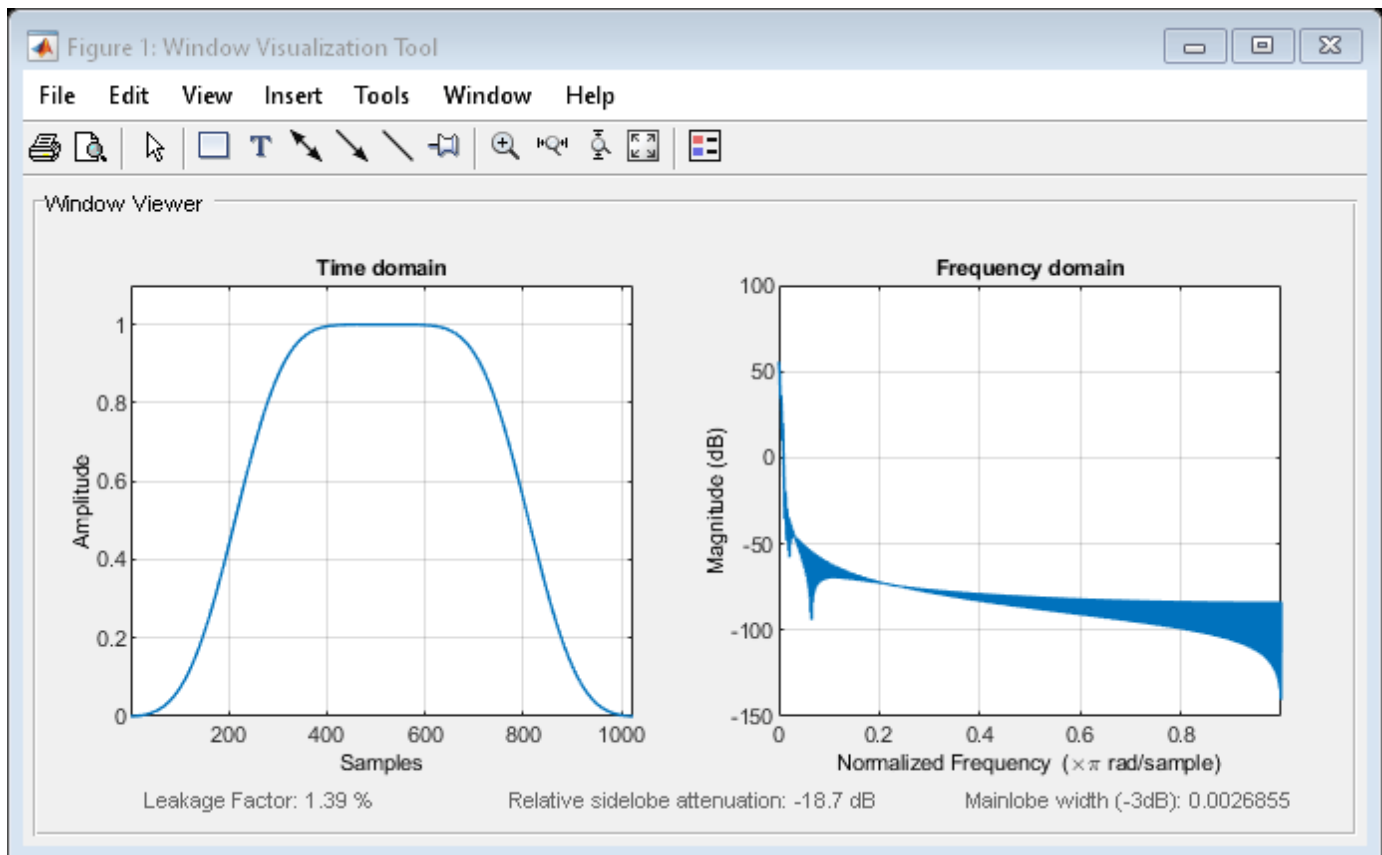 Figure 1: Window Visualization Tool
File Edit View Insert Tools Window Help
T
Window Viewer
Time domain
Amplitude
1
0.8
0.6
0.4
0.2
0
200 400 600 800 1000
Samples
Frequency domain
Magnitude (dB)
100
50
0
-50
-100
-150
0 0.2 0.4 0.6 0.8
Normalized Frequency (×π rad/sample)
Leakage Factor: 1.39 % Relative sidelobe attenuation: -18.7 dB Mainlobe width (-3dB): 0.0026855